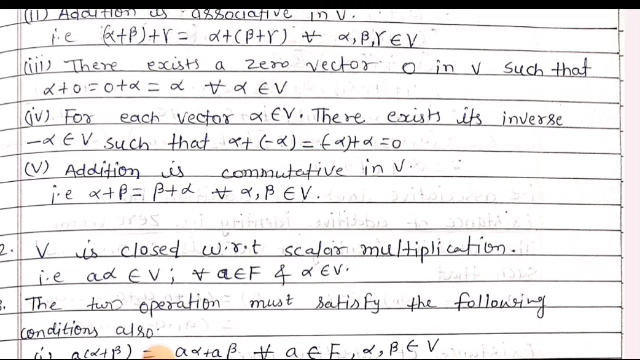 (ii) Addition is associative in V.
i.e (α+β)+γ = α+(β+γ) ∀ α,β,γ ∈ V
(iii) There exists a zero vector 0 in V such that
α+0=0+α=α ∀ α∈V
(iv) For each vector α∈V. There exists its inverse
-α∈V such that α+(-α)=(-α)+α=0
(V) Addition is commutative in V.
i.e α+β=β+α ∀ α,β ∈V.
2. V is closed w.r.t scalar multiplication.
i.e aα ∈ V ; ∀ a∈F & α∈V.
3. The two operation must satisfy the following
conditions also.
i) a(α+β) = aα+aβ ∀ a ∈ F, α,β ∈ V